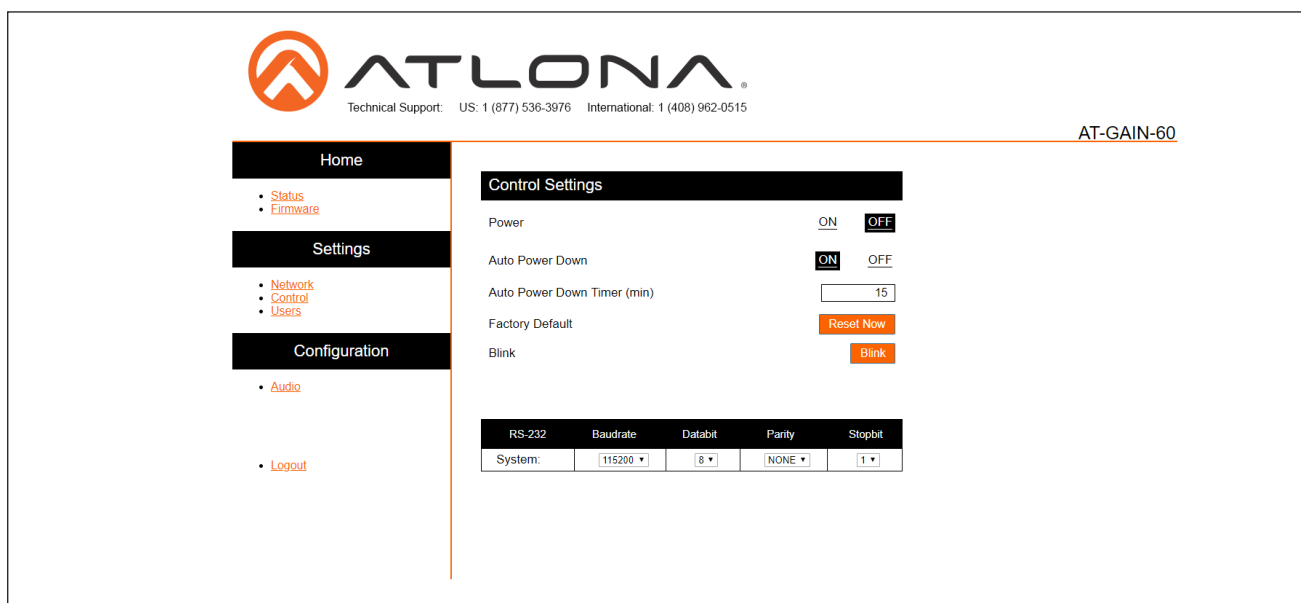 ATLONA®
Technical Support: US: 1 (877) 536-3976 International: 1 (408) 962-0515
AT-GAIN-60
Home
Status
Firmware
Settings
Network
Control
Users
Configuration
Audio
Logout
Control Settings
Power ON OFF
Auto Power Down ON OFF
Auto Power Down Timer (min) 15
Factory Default Reset Now
Blink Blink
RS-232 Baudrate Databit Parity Stopbit
System: 115200 8 NONE 1